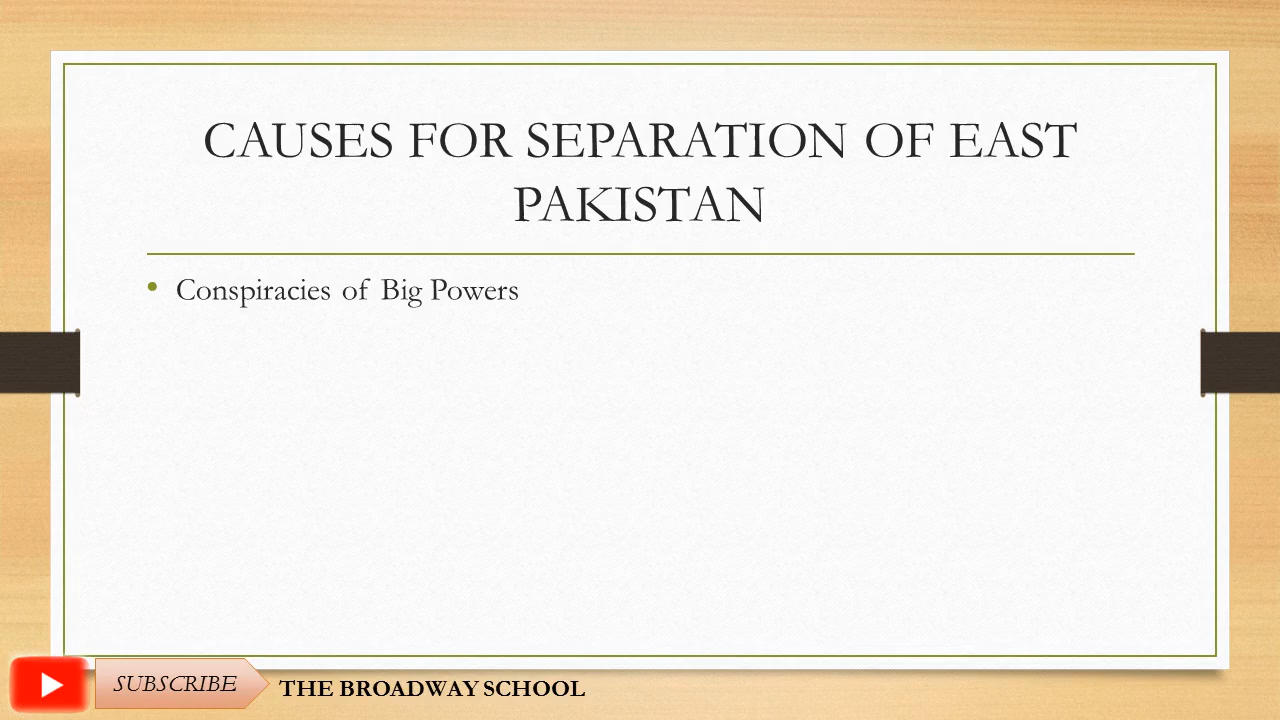 CAUSES FOR SEPARATION OF EAST
PAKISTAN
• Conspiracies of Big Powers
SUBSCRIBE
THE BROADWAY SCHOOL